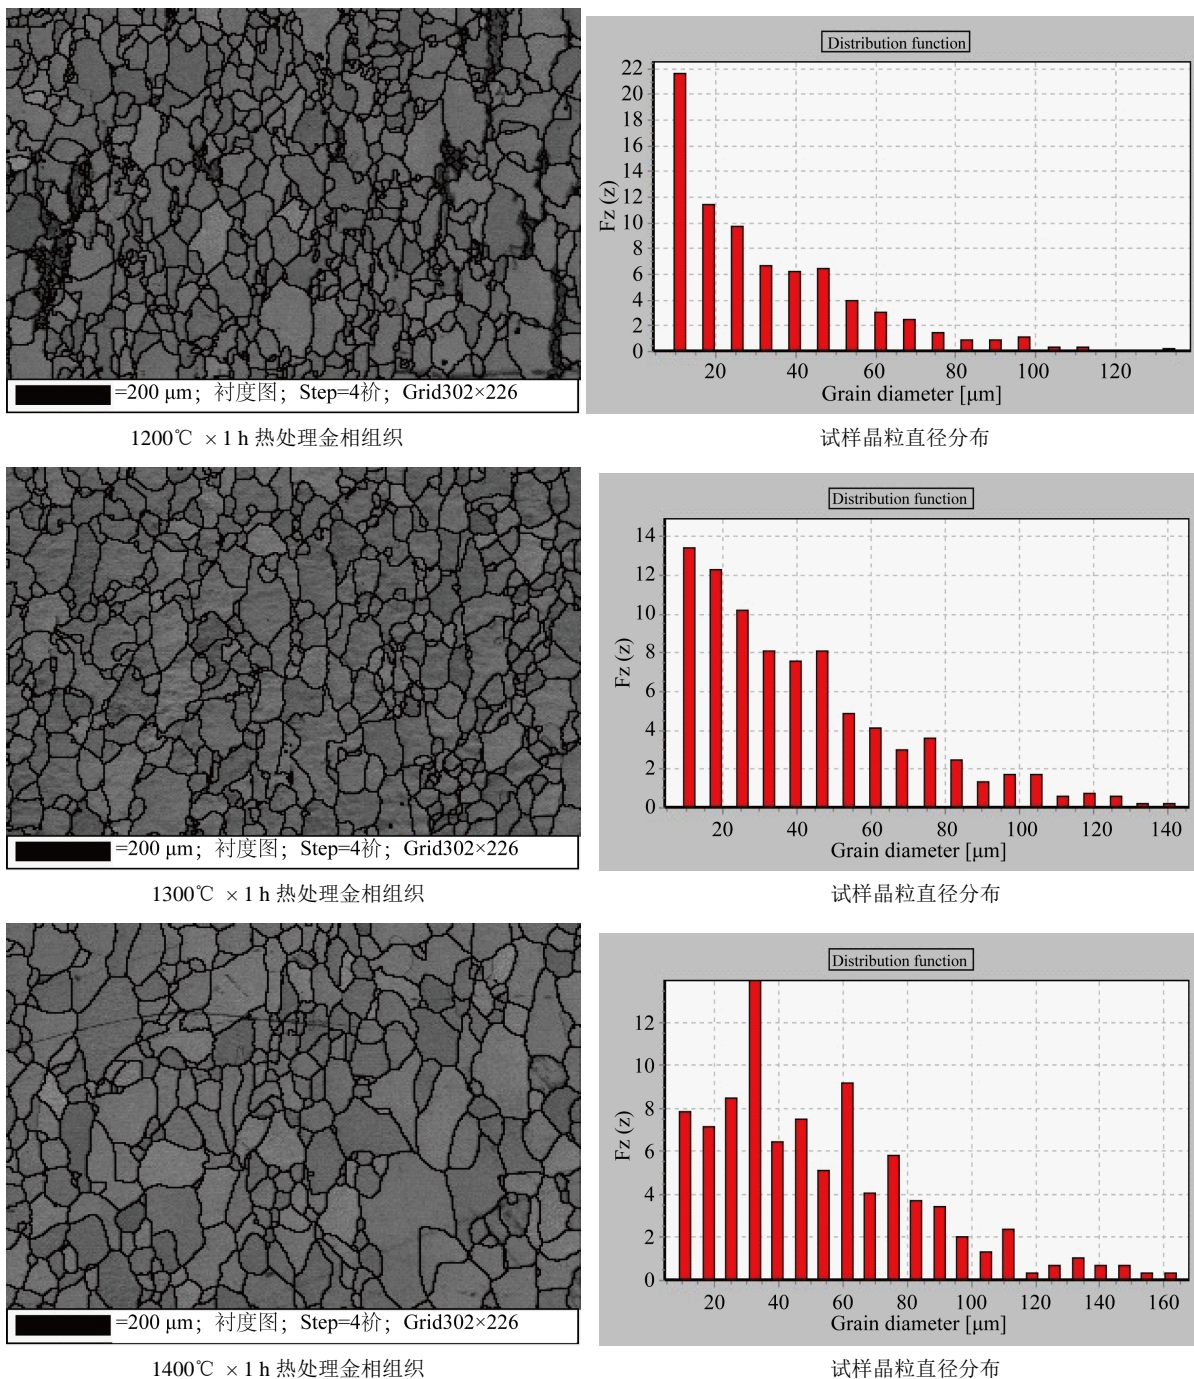 Distribution function
22
20
18
16
14
12
10
8
6
4
2
0
Fz (z)
20 40 60 80 100 120
Grain diameter [μm]
=200 μm；衬度图；Step=4衸；Grid302×226
1200℃ × 1 h 热处理金相组织
试样晶粒直径分布
Distribution function
14
12
10
8
6
4
2
0
Fz (z)
20 40 60 80 100 120 140
Grain diameter [μm]
=200 μm；衬度图；Step=4衸；Grid302×226
1300℃ × 1 h 热处理金相组织
试样晶粒直径分布
Distribution function
12
10
8
6
4
2
0
Fz (z)
20 40 60 80 100 120 140 160
Grain diameter [μm]
=200 μm；衬度图；Step=4衸；Grid302×226
1400℃ × 1 h 热处理金相组织
试样晶粒直径分布